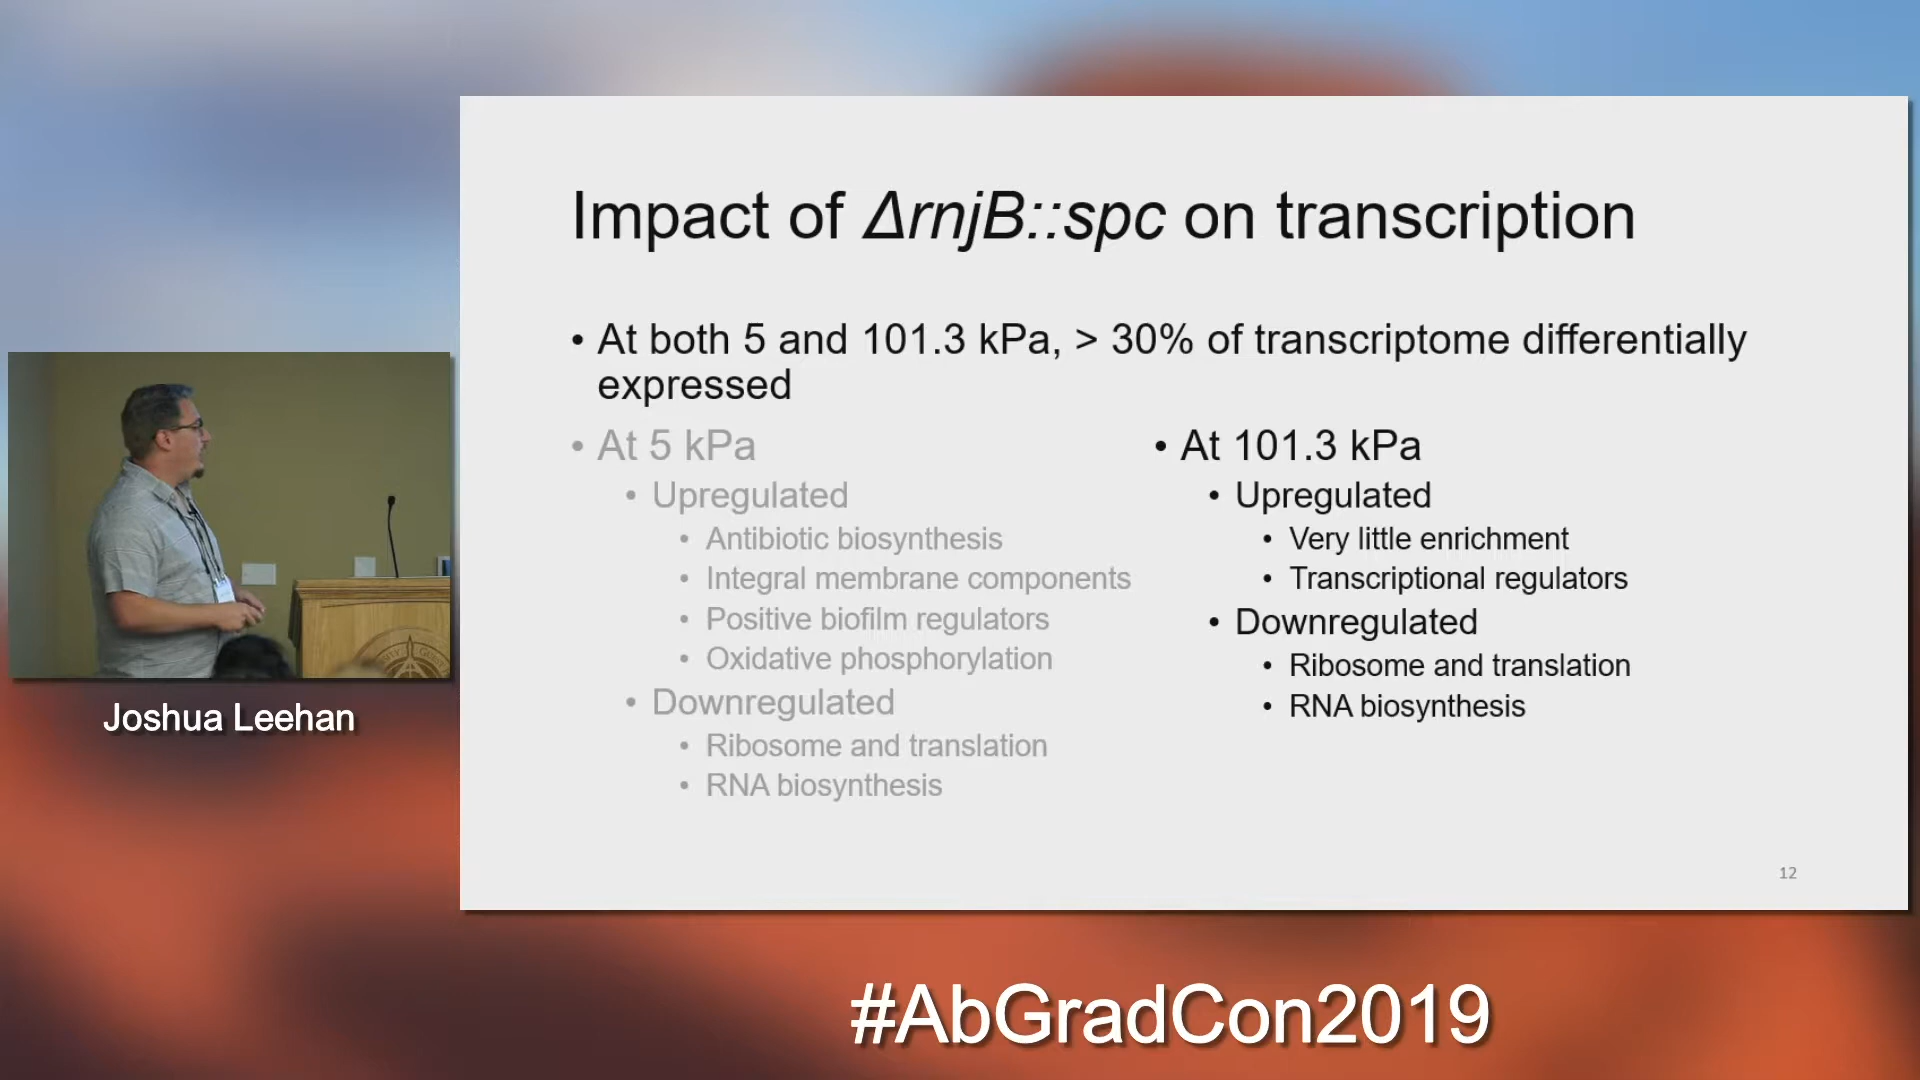 Impact of ΔrnjB::spc on transcription
• At both 5 and 101.3 kPa, > 30% of transcriptome differentially
expressed
• At 5 kPa
• Upregulated
• Antibiotic biosynthesis
• Integral membrane components
• Positive biofilm regulators
• Oxidative phosphorylation
• Downregulated
• Ribosome and translation
• RNA biosynthesis
• At 101.3 kPa
• Upregulated
• Very little enrichment
• Transcriptional regulators
• Downregulated
• Ribosome and translation
• RNA biosynthesis
12
Joshua Leehan
#AbGradCon2019